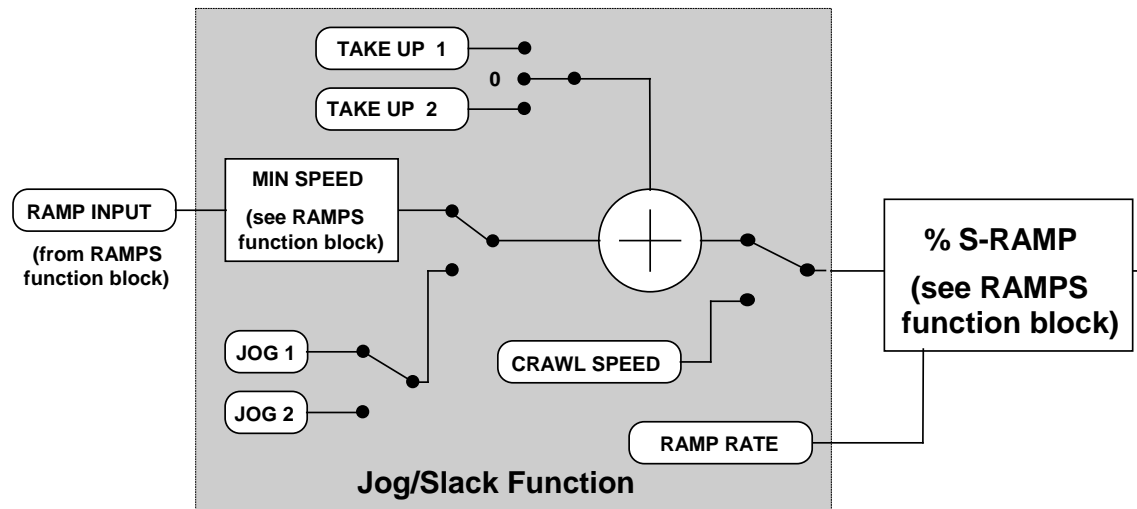 TAKE UP 1
0
TAKE UP 2
MIN SPEED
(see RAMPS
function block)
RAMP INPUT
(from RAMPS
function block)
% S-RAMP
(see RAMPS
function block)
JOG 1
CRAWL SPEED
JOG 2
RAMP RATE
Jog/Slack Function